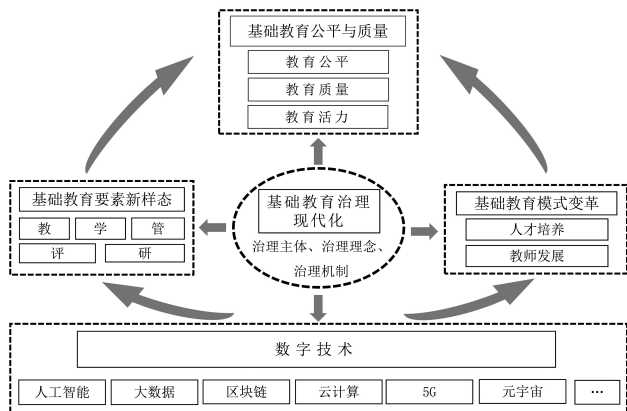 基础教育公平与质量
教育公平
教育质量
教育活力
基础教育要素新样态
教 学 管
评 研
基础教育治理
现代化
治理主体、治理理念、
治理机制
基础教育模式变革
人才培养
教师发展
数字技术
人工智能 大数据 区块链 云计算 5G 元宇宙 …